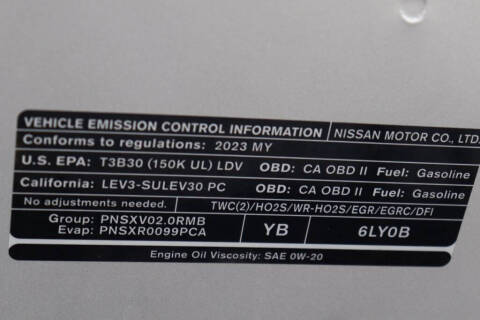 VEHICLE EMISSION CONTROL INFORMATION NISSAN MOTOR CO., LTD.
Conforms to regulations: 2023 MY
U.S. EPA: T3B30 (150K UL) LDV OBD: CA OBD II Fuel: Gasoline
California: LEV3-SULEV30 PC OBD: CA OBD II Fuel: Gasoline
No adjustments needed. TWC(2)/HO2S/WR-HO2S/EGR/EGRC/DFI
Group: PNSXV02.0RMB
Evap: PNSXR0099PCA YB 6LY0B
Engine Oil Viscosity: SAE 0W-20